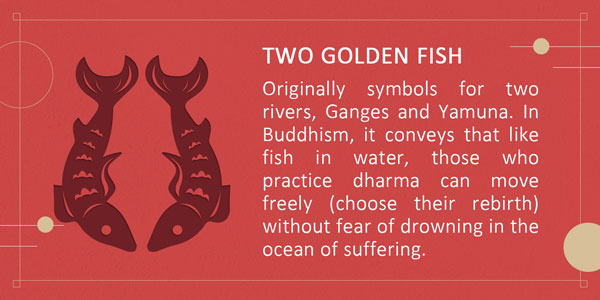 TWO GOLDEN FISH
Originally symbols for two
rivers, Ganges and Yamuna. In
Buddhism, it conveys that like
fish in water, those who
practice dharma can move
freely (choose their rebirth)
without fear of drowning in the
ocean of suffering.